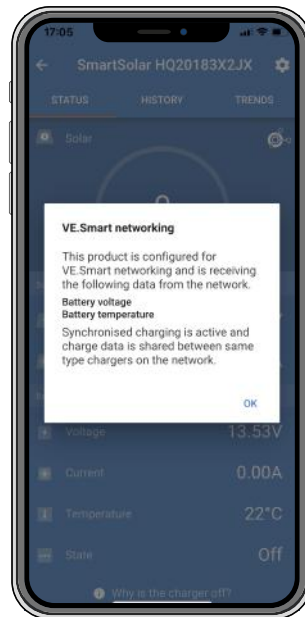 17:05
SmartSolar HQ20183X2JX
STATUS HISTORY TRENDS
Solar
VE.Smart networking
This product is configured for
VE.Smart networking and is receiving
the following data from the network.
Battery voltage
Battery temperature
Synchronised charging is active and
charge data is shared between same
type chargers on the network.
OK
Voltage 13.53V
Current 0.00A
Temperature 22°C
State Off
Why is the charger off?